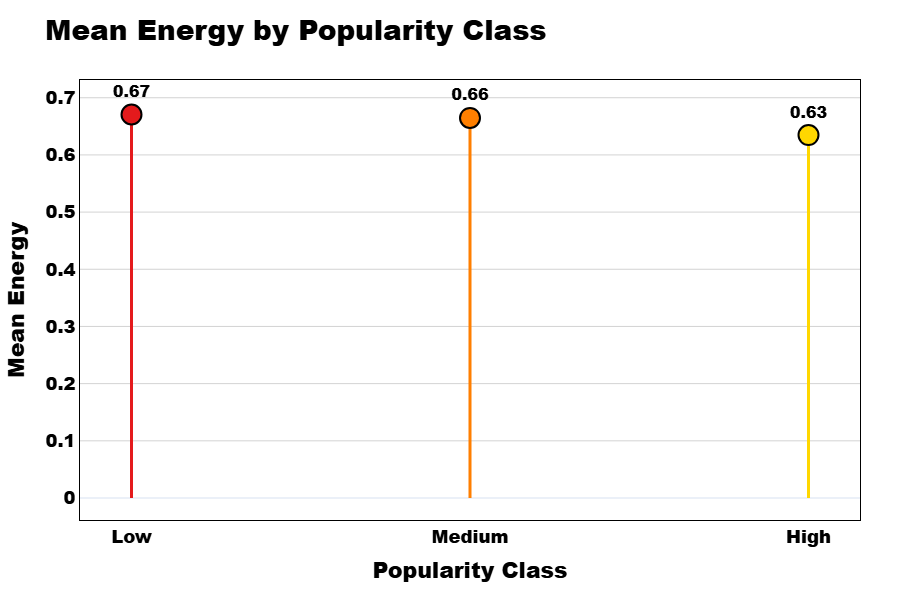 Mean Energy by Popularity Class
0.67
0.66
0.63
0.7
0.6
0.5
0.4
0.3
0.2
0.1
0
Mean Energy
Low
Medium
High
Popularity Class